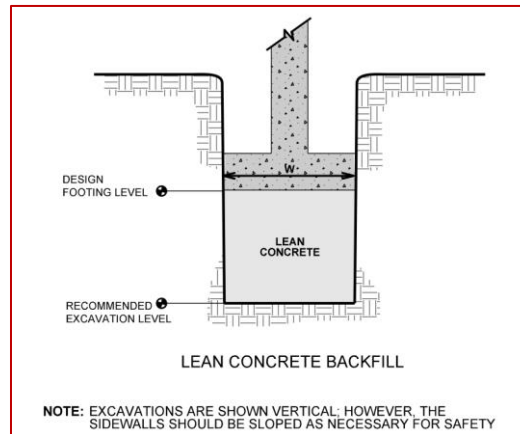 DESIGN
FOOTING LEVEL
W
LEAN
CONCRETE
RECOMMENDED
EXCAVATION LEVEL
LEAN CONCRETE BACKFILL
NOTE: EXCAVATIONS ARE SHOWN VERTICAL; HOWEVER, THE
SIDEWALLS SHOULD BE SLOPED AS NECESSARY FOR SAFETY